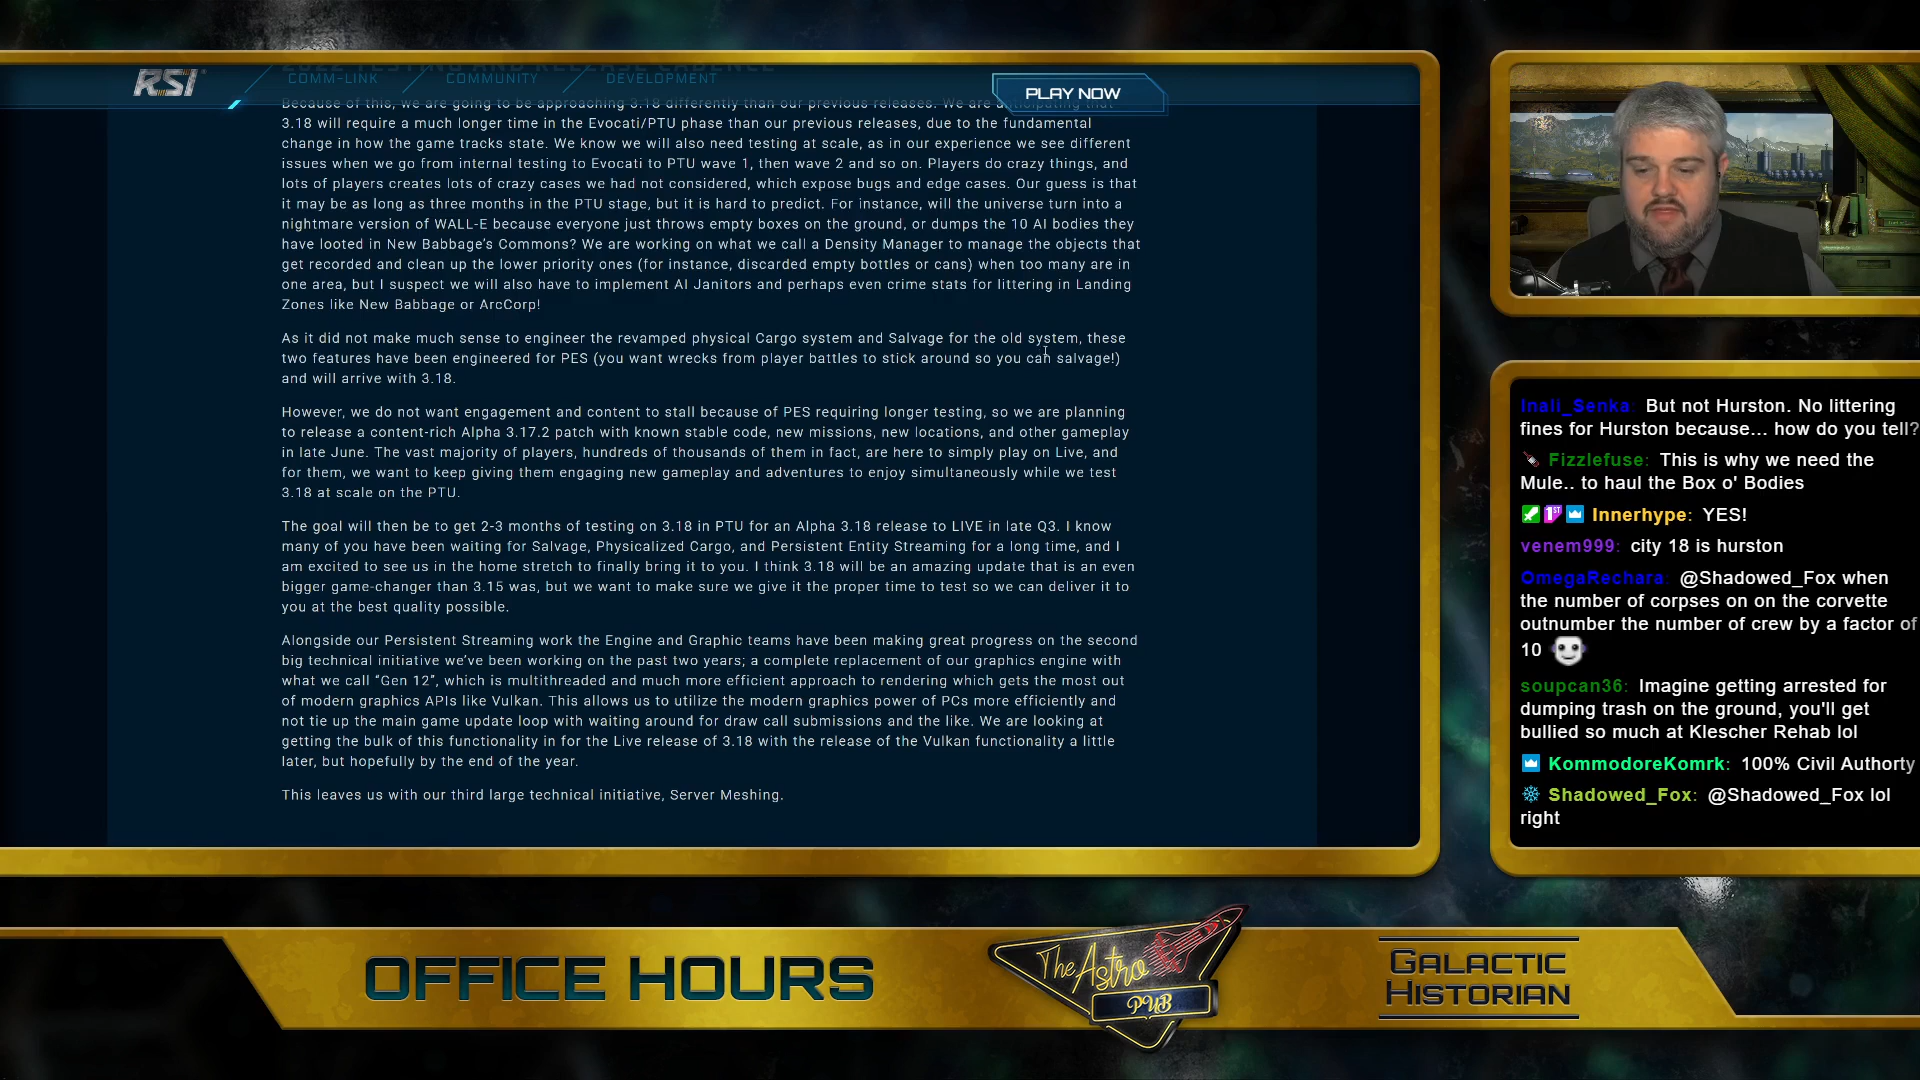 2022 TESTING AND RELEASE CADENCE
RSI
COMM-LINK
COMMUNITY
DEVELOPMENT
PLAY NOW
Because of this, we are going to be approaching 3.18 differently than our previous releases. We are anticipating that
3.18 will require a much longer time in the Evocati/PTU phase than our previous releases, due to the fundamental
change in how the game tracks state. We know we will also need testing at scale, as in our experience we see different
issues when we go from internal testing to Evocati to PTU wave 1, then wave 2 and so on. Players do crazy things, and
lots of players creates lots of crazy cases we had not considered, which expose bugs and edge cases. Our guess is that
it may be as long as three months in the PTU stage, but it is hard to predict. For instance, will the universe turn into a
nightmare version of WALL-E because everyone just throws empty boxes on the ground, or dumps the 10 AI bodies they
have looted in New Babbage's Commons? We are working on what we call a Density Manager to manage the objects that
get recorded and clean up the lower priority ones (for instance, discarded empty bottles or cans) when too many are in
one area, but I suspect we will also have to implement AI Janitors and perhaps even crime stats for littering in Landing
Zones like New Babbage or ArcCorp!
As it did not make much sense to engineer the revamped physical Cargo system and Salvage for the old system, these
two features have been engineered for PES (you want wrecks from player battles to stick around so you can salvage!)
and will arrive with 3.18.
However, we do not want engagement and content to stall because of PES requiring longer testing, so we are planning
to release a content-rich Alpha 3.17.2 patch with known stable code, new missions, new locations, and other gameplay
in late June. The vast majority of players, hundreds of thousands of them in fact, are here to simply play on Live, and
for them, we want to keep giving them engaging new gameplay and adventures to enjoy simultaneously while we test
3.18 at scale on the PTU.
The goal will then be to get 2-3 months of testing on 3.18 in PTU for an Alpha 3.18 release to LIVE in late Q3. I know
many of you have been waiting for Salvage, Physicalized Cargo, and Persistent Entity Streaming for a long time, and I
am excited to see us in the home stretch to finally bring it to you. I think 3.18 will be an amazing update that is an even
bigger game-changer than 3.15 was, but we want to make sure we give it the proper time to test so we can deliver it to
you at the best quality possible.
Alongside our Persistent Streaming work the Engine and Graphic teams have been making great progress on the second
big technical initiative we've been working on the past two years; a complete replacement of our graphics engine with
what we call "Gen 12", which is multithreaded and much more efficient approach to rendering which gets the most out
of modern graphics APIs like Vulkan. This allows us to utilize the modern graphics power of PCs more efficiently and
not tie up the main game update loop with waiting around for draw call submissions and the like. We are looking at
getting the bulk of this functionality in for the Live release of 3.18 with the release of the Vulkan functionality a little
later, but hopefully by the end of the year.
This leaves us with our third large technical initiative, Server Meshing.
Inali_Senka: But not Hurston. No littering
fines for Hurston because... how do you tell?
Fizzlefuse: This is why we need the
Mule.. to haul the Box o' Bodies
1ST Innerhype: YES!
venem999: city 18 is hurston
OmegaRechara: @Shadowed_Fox when
the number of corpses on on the corvette
outnumber the number of crew by a factor of
10
soupcan36: Imagine getting arrested for
dumping trash on the ground, you'll get
bullied so much at Klescher Rehab lol
KommodoreKomrk: 100% Civil Authorty
Shadowed_Fox: @Shadowed_Fox lol
right
OFFICE HOURS
The Astro
PUB
GALACTIC
HISTORIAN